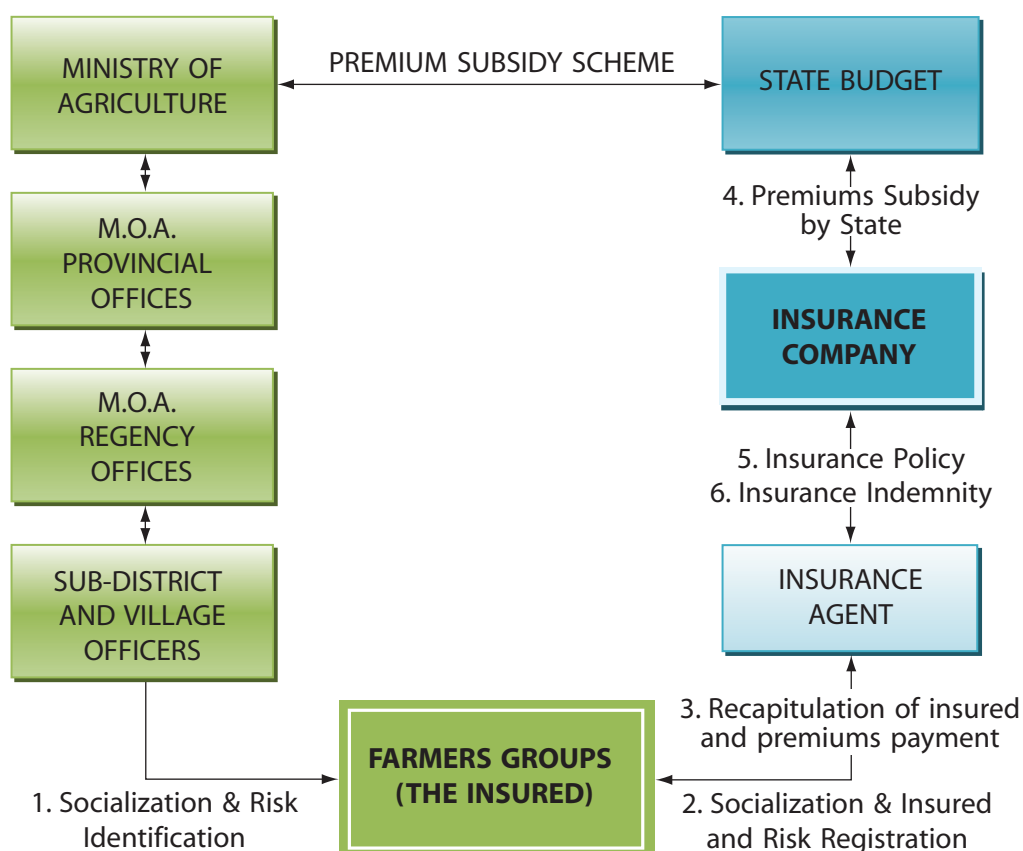 MINISTRY OF
AGRICULTURE
PREMIUM SUBSIDY SCHEME
STATE BUDGET
M.O.A.
PROVINCIAL
OFFICES
4. Premiums Subsidy
by State
INSURANCE
COMPANY
M.O.A.
REGENCY
OFFICES
5. Insurance Policy
6. Insurance Indemnity
SUB-DISTRICT
AND VILLAGE
OFFICERS
INSURANCE
AGENT
3. Recapitulation of insured
and premiums payment
FARMERS GROUPS
(THE INSURED)
1. Socialization & Risk
Identification
2. Socialization & Insured
and Risk Registration